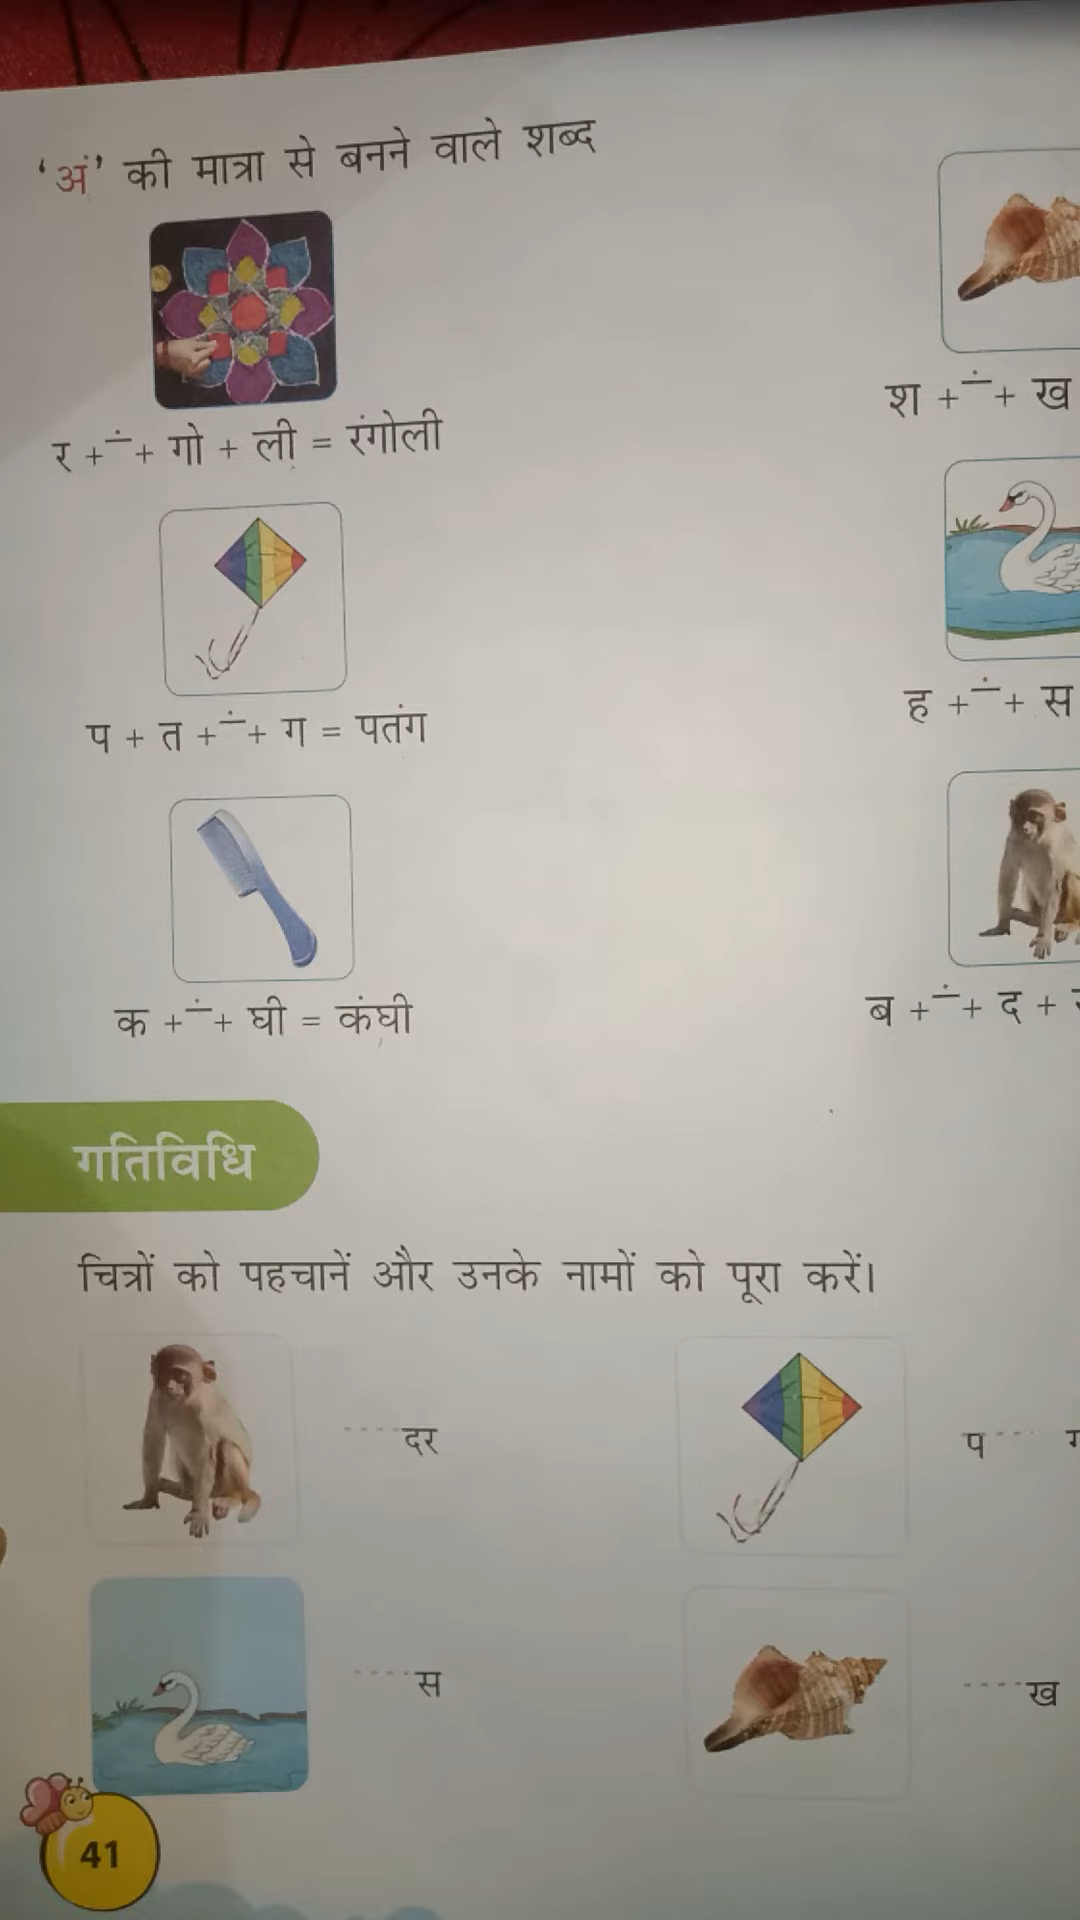 'अं' की मात्रा से बनने वाले शब्द
र + ं + गो + ली = रंगोली
श + ं + ख
प + त + ं + ग = पतंग
ह + ं + स
क + ं + घी = कंघी
ब + ं + द +
गतिविधि
चित्रों को पहचानें और उनके नामों को पूरा करें।
....दर
प....
....स
....ख
41